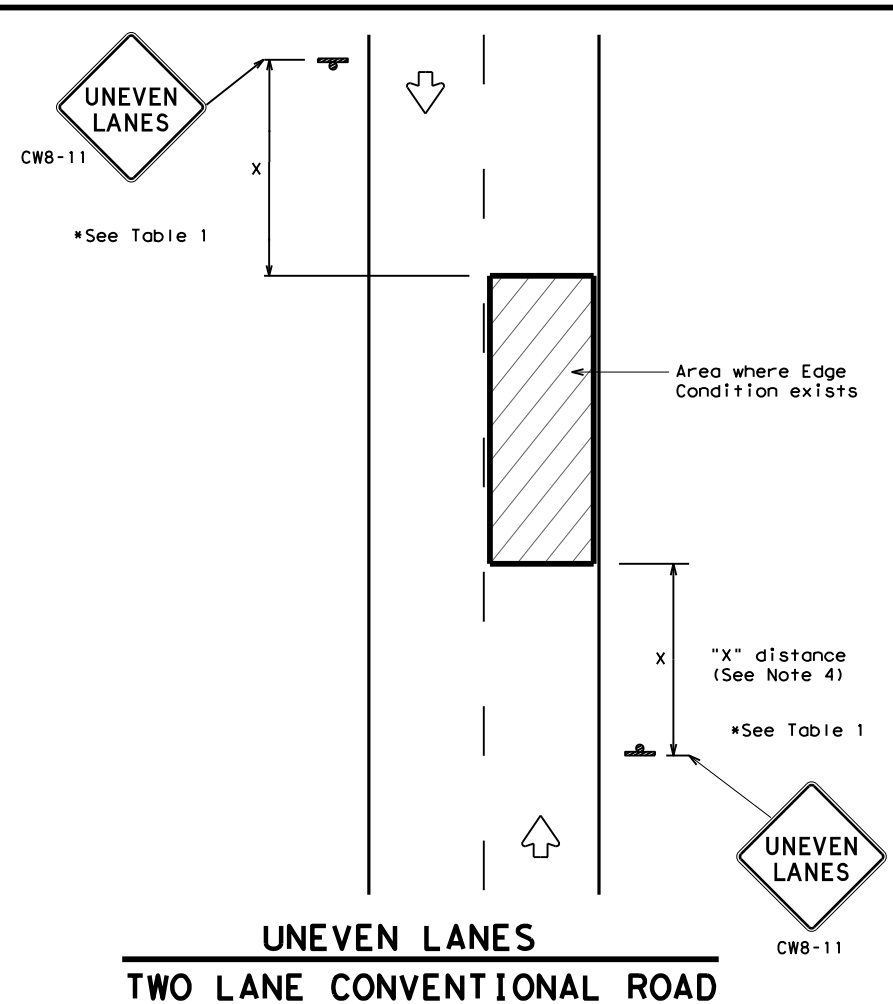 UNEVEN
LANES
CW8-11
X
*See Table 1
Area where Edge
Condition exists
X
"X" distance
(See Note 4)
*See Table 1
UNEVEN
LANES
CW8-11
UNEVEN LANES
TWO LANE CONVENTIONAL ROAD